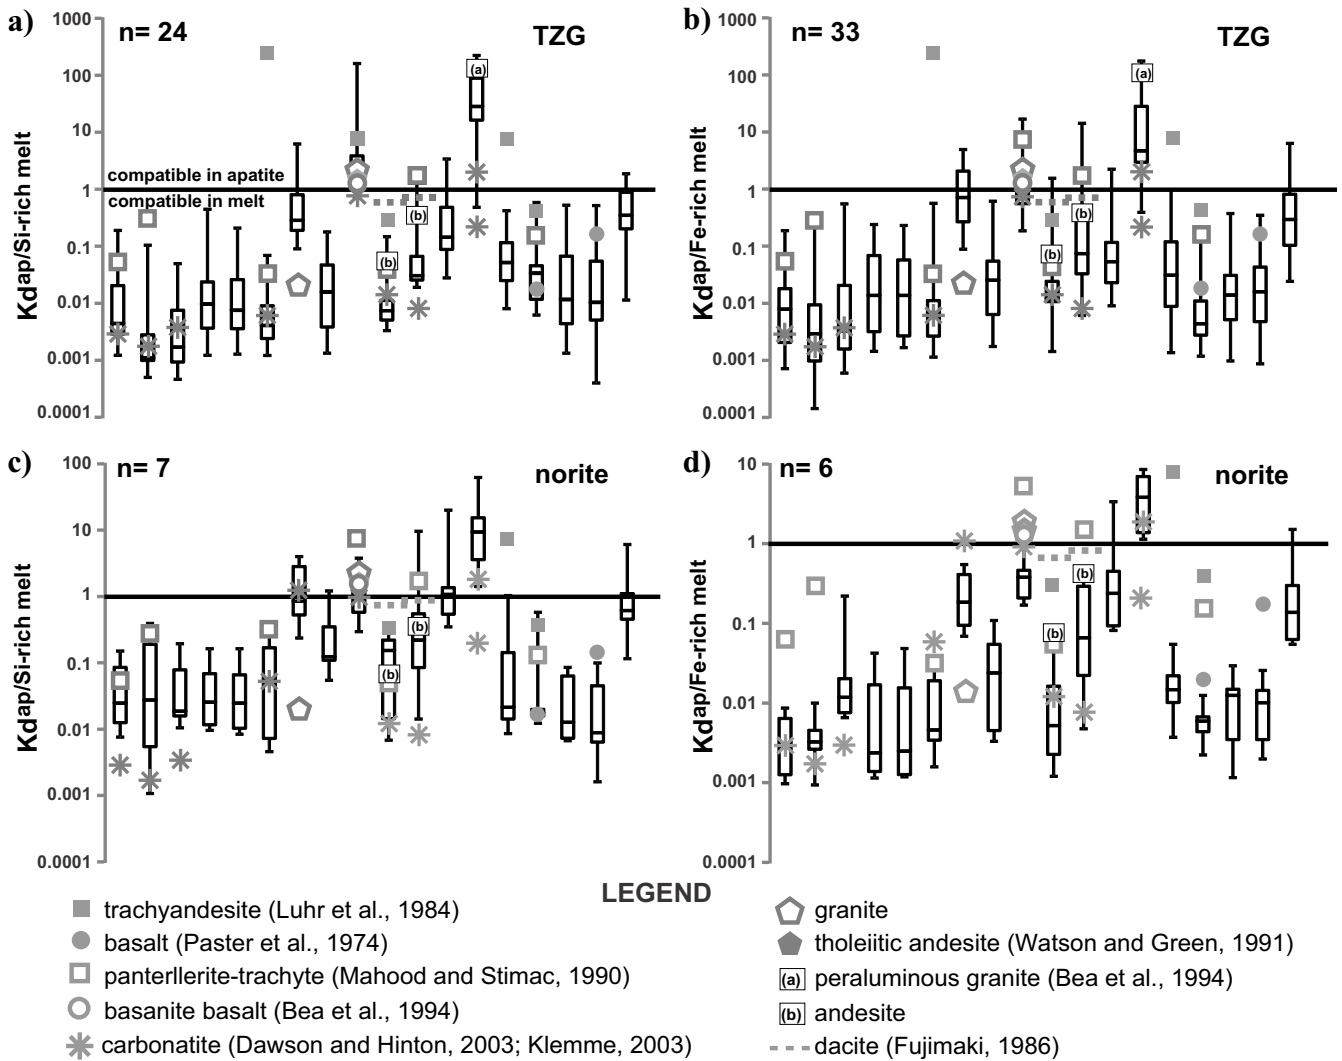 a)
n= 24
TZG
1000
100
10
1
0.1
0.01
0.001
0.0001
Kdap/Si-rich melt
compatible in apatite
compatible in melt
(a)
(b)
(b)
b)
n= 33
TZG
1000
100
10
1
0.1
0.01
0.001
0.0001
Kdap/Fe-rich melt
(a)
(b)
(b)
c)
n= 7
norite
100
10
1
0.1
0.01
0.001
0.0001
Kdap/Si-rich melt
(b)
(b)
d)
n= 6
norite
10
1
0.1
0.01
0.001
0.0001
Kdap/Fe-rich melt
(b)
(b)
LEGEND
trachyandesite (Luhr et al., 1984)
basalt (Paster et al., 1974)
panterllerite-trachyte (Mahood and Stimac, 1990)
basanite basalt (Bea et al., 1994)
carbonatite (Dawson and Hinton, 2003; Klemme, 2003)
granite
tholeiitic andesite (Watson and Green, 1991)
(a) peraluminous granite (Bea et al., 1994)
(b) andesite
dacite (Fujimaki, 1986)